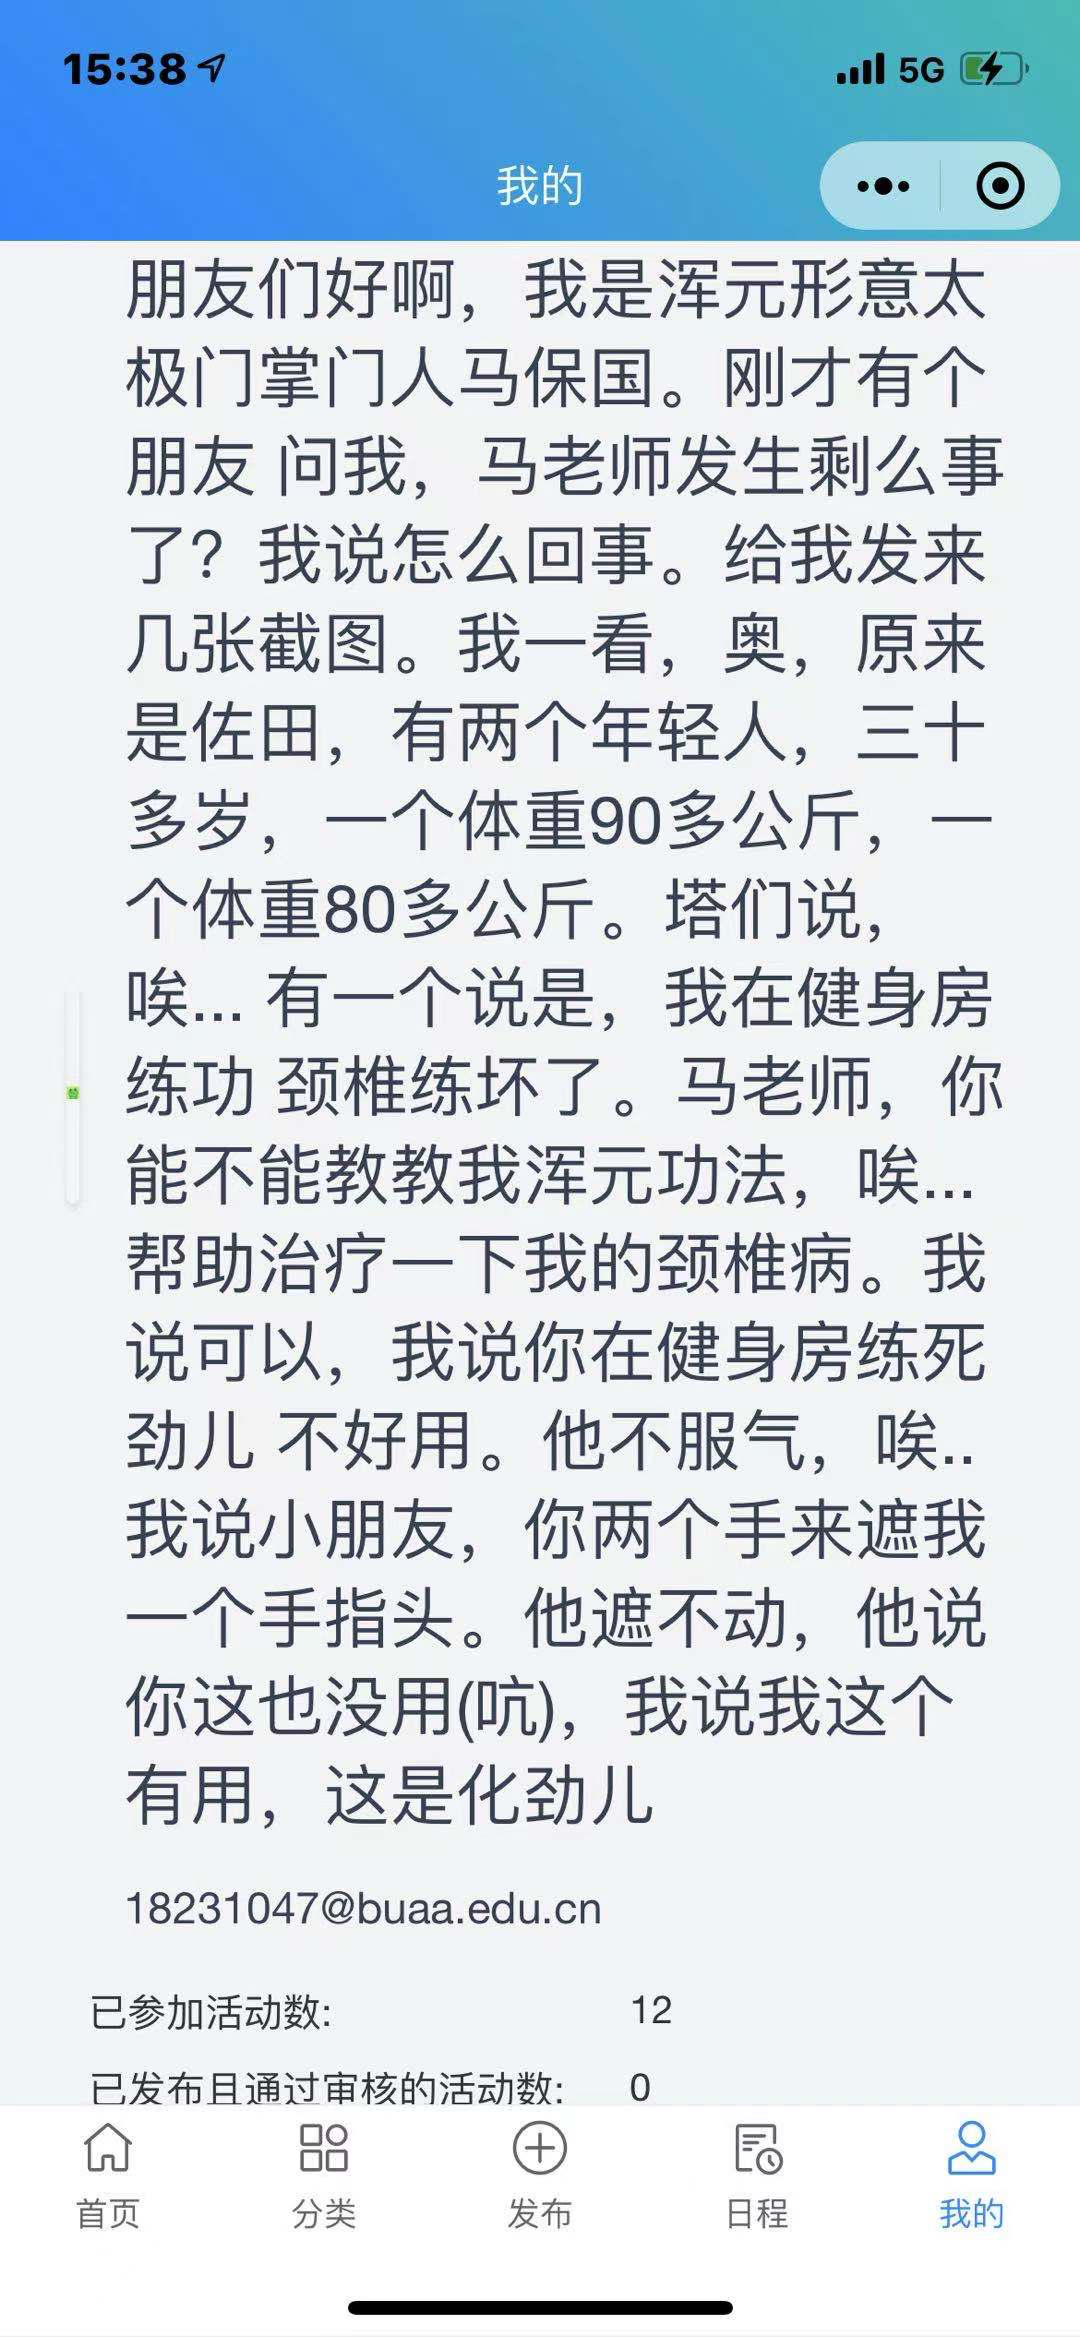 15:38
5G
我的
朋友们好啊，我是浑元形意太
极门掌门人马保国。刚才有个
朋友 问我，马老师发生剩么事
了？我说怎么回事。给我发来
几张截图。我一看，奥，原来
是佐田，有两个年轻人，三十
多岁，一个体重90多公斤，一
个体重80多公斤。塔们说，
唉... 有一个说是，我在健身房
练功 颈椎练坏了。马老师，你
能不能教教我浑元功法，唉...
帮助治疗一下我的颈椎病。我
说可以，我说你在健身房练死
劲儿 不好用。他不服气，唉..
我说小朋友，你两个手来遮我
一个手指头。他遮不动，他说
你这也没用(吭)，我说我这个
有用，这是化劲儿
18231047@buaa.edu.cn
已参加活动数: 12
已发布且通过审核的活动数: 0
首页 分类 发布 日程 我的